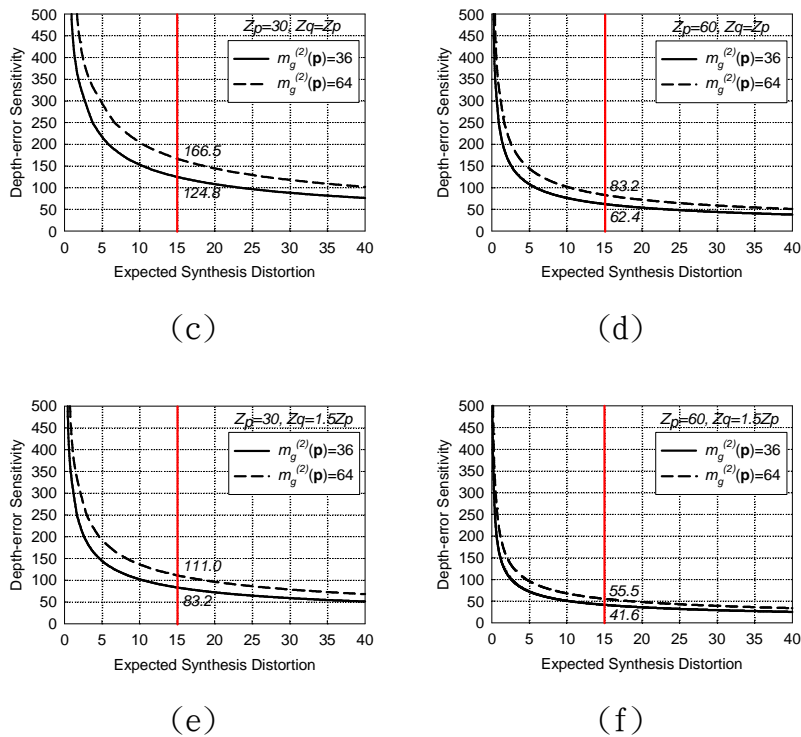 Zp=30, Zq=Zp
m_g^(2)(p)=36
m_g^(2)(p)=64
500
450
400
350
300
250
200
150
100
50
0
166.5
124.8
0 5 10 15 20 25 30 35 40
Depth-error Sensitivity
Expected Synthesis Distortion
(c)
Zp=60, Zq=Zp
m_g^(2)(p)=36
m_g^(2)(p)=64
500
450
400
350
300
250
200
150
100
50
0
83.2
62.4
0 5 10 15 20 25 30 35 40
Depth-error Sensitivity
Expected Synthesis Distortion
(d)
Zp=30, Zq=1.5Zp
m_g^(2)(p)=36
m_g^(2)(p)=64
500
450
400
350
300
250
200
150
100
50
0
111.0
83.2
0 5 10 15 20 25 30 35 40
Depth-error Sensitivity
Expected Synthesis Distortion
(e)
Zp=60, Zq=1.5Zp
m_g^(2)(p)=36
m_g^(2)(p)=64
500
450
400
350
300
250
200
150
100
50
0
55.5
41.6
0 5 10 15 20 25 30 35 40
Depth-error Sensitivity
Expected Synthesis Distortion
(f)